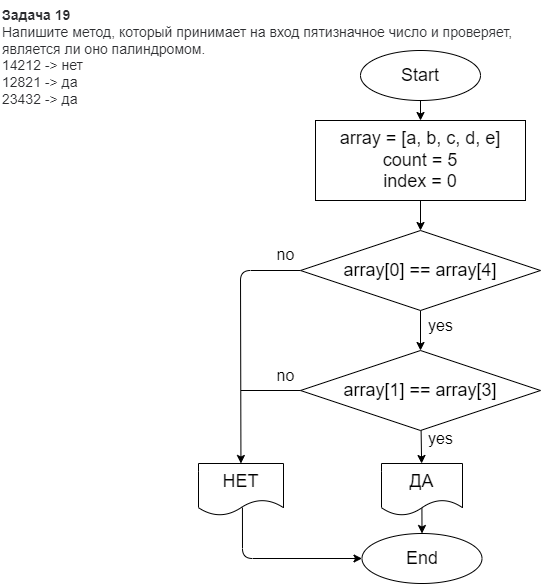 Задача 19
Напишите метод, который принимает на вход пятизначное число и проверяет,
является ли оно палиндромом.
14212 -> нет
12821 -> да
23432 -> да
Start
array = [a, b, c, d, e]
count = 5
index = 0
no
array[0] == array[4]
yes
no
array[1] == array[3]
yes
НЕТ
ДА
End